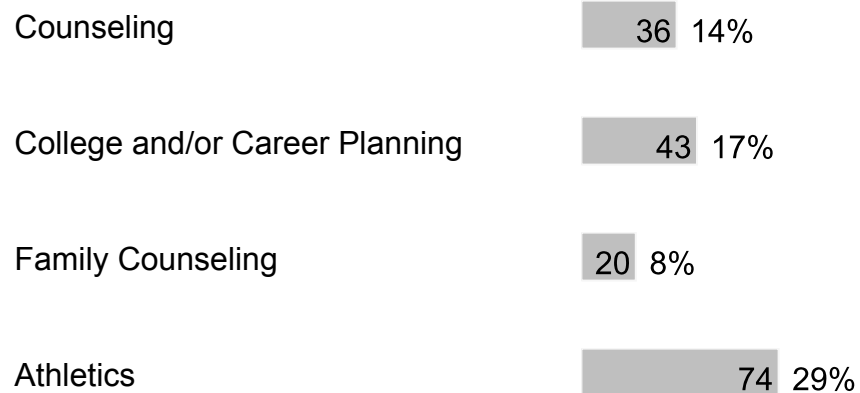 Counseling 36 14%
College and/or Career Planning 43 17%
Family Counseling 20 8%
Athletics 74 29%